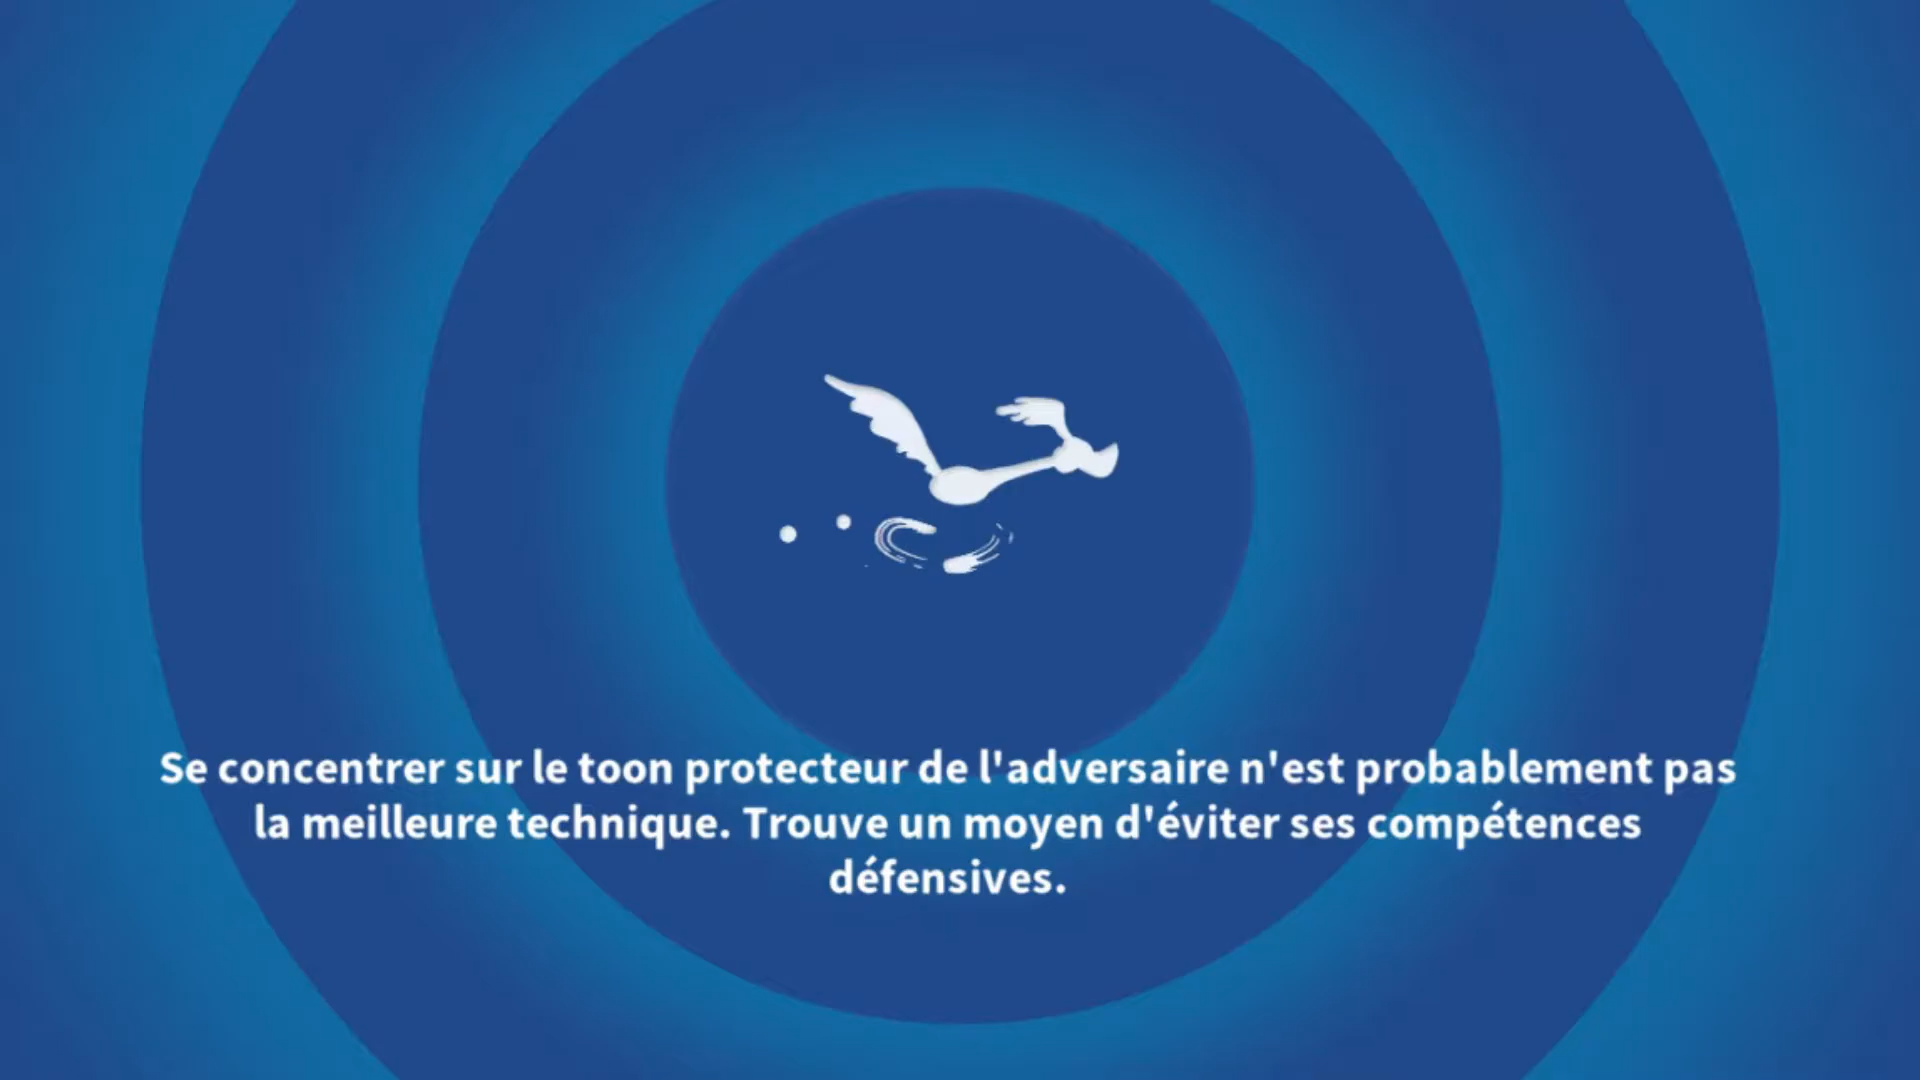 Se concentrer sur le toon protecteur de l'adversaire n'est probablement pas
la meilleure technique. Trouve un moyen d'éviter ses compétences
défensives.